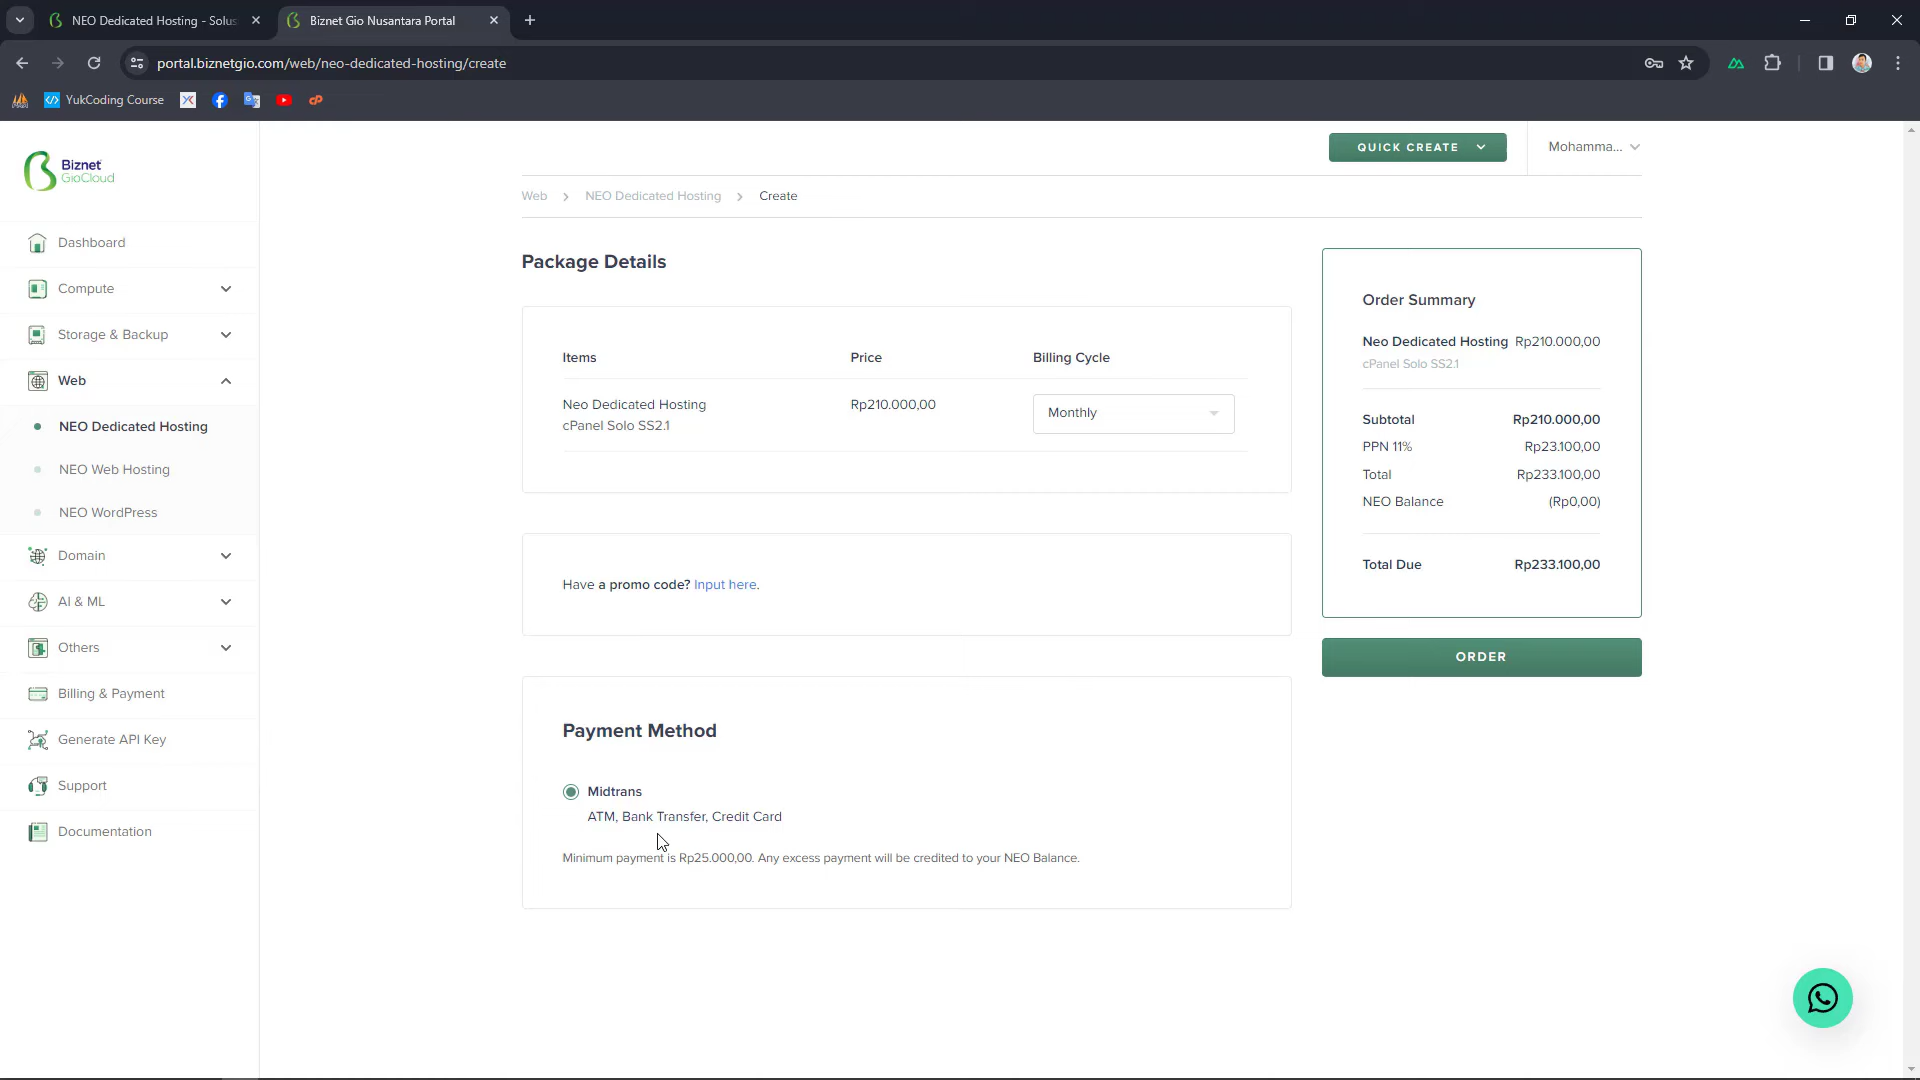 NEO Dedicated Hosting - Solus
Biznet Gio Nusantara Portal
portal.biznetgio.com/web/neo-dedicated-hosting/create
YukCoding Course
Biznet
GioCloud
QUICK CREATE
Mohamma...
Web
NEO Dedicated Hosting
Create
Dashboard
Compute
Storage & Backup
Web
NEO Dedicated Hosting
NEO Web Hosting
NEO WordPress
Domain
AI & ML
Others
Billing & Payment
Generate API Key
Support
Documentation
Package Details
Items Price Billing Cycle
Neo Dedicated Hosting Rp210.000,00 Monthly
cPanel Solo SS2.1
Have a promo code? Input here.
Payment Method
Midtrans
ATM, Bank Transfer, Credit Card
Minimum payment is Rp25.000,00. Any excess payment will be credited to your NEO Balance.
Order Summary
Neo Dedicated Hosting Rp210.000,00
cPanel Solo SS2.1
Subtotal Rp210.000,00
PPN 11% Rp23.100,00
Total Rp233.100,00
NEO Balance (Rp0,00)
Total Due Rp233.100,00
ORDER